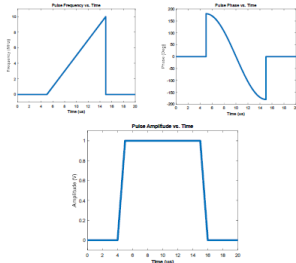 Pulse Frequency vs. Time
Frequency (MHz)
10
8
6
4
2
0
0 2 4 6 8 10 12 14 16 18 20
Time (us)
Pulse Phase vs. Time
Phase (Deg)
200
150
100
50
0
-50
-100
-150
-200
0 2 4 6 8 10 12 14 16 18 20
Time (us)
Pulse Amplitude vs. Time
Amplitude (V)
1
0.8
0.6
0.4
0.2
0
0 2 4 6 8 10 12 14 16 18 20
Time (us)